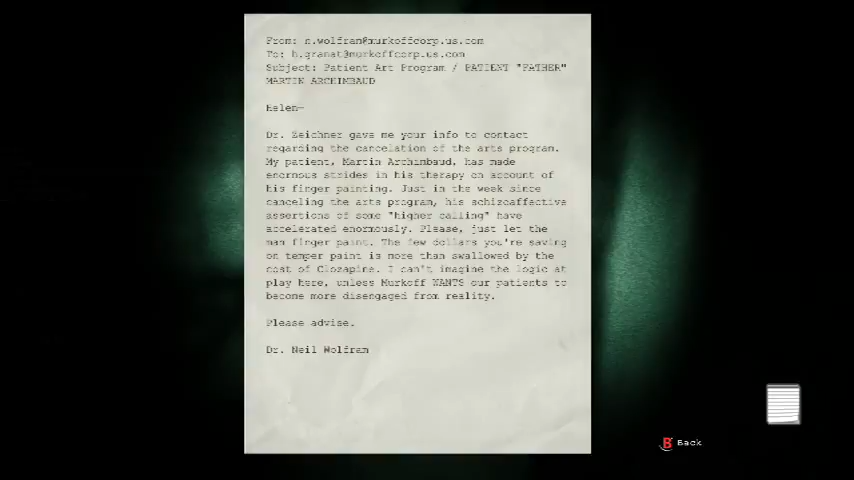 From: n.wolfram@murkoffcorp.us.com
To: h.granat@murkoffcorp.us.com
Subject: Patient Art Program / PATIENT "FATHER"
MARTIN ARCHIMBAUD
Helen—
Dr. Zeichner gave me your info to contact
regarding the cancelation of the arts program.
My patient, Martin Archimbaud, has made
enormous strides in his therapy on account of
his finger painting. Just in the week since
canceling the arts program, his schizoaffective
assertions of some "higher calling" have
accelerated enormously. Please, just let the
man finger paint. The few dollars you're saving
on temper paint is more than swallowed by the
cost of Clozapine. I can't imagine the logic at
play here, unless Murkoff WANTS our patients to
become more disengaged from reality.
Please advise.
Dr. Neil Wolfram
B Back